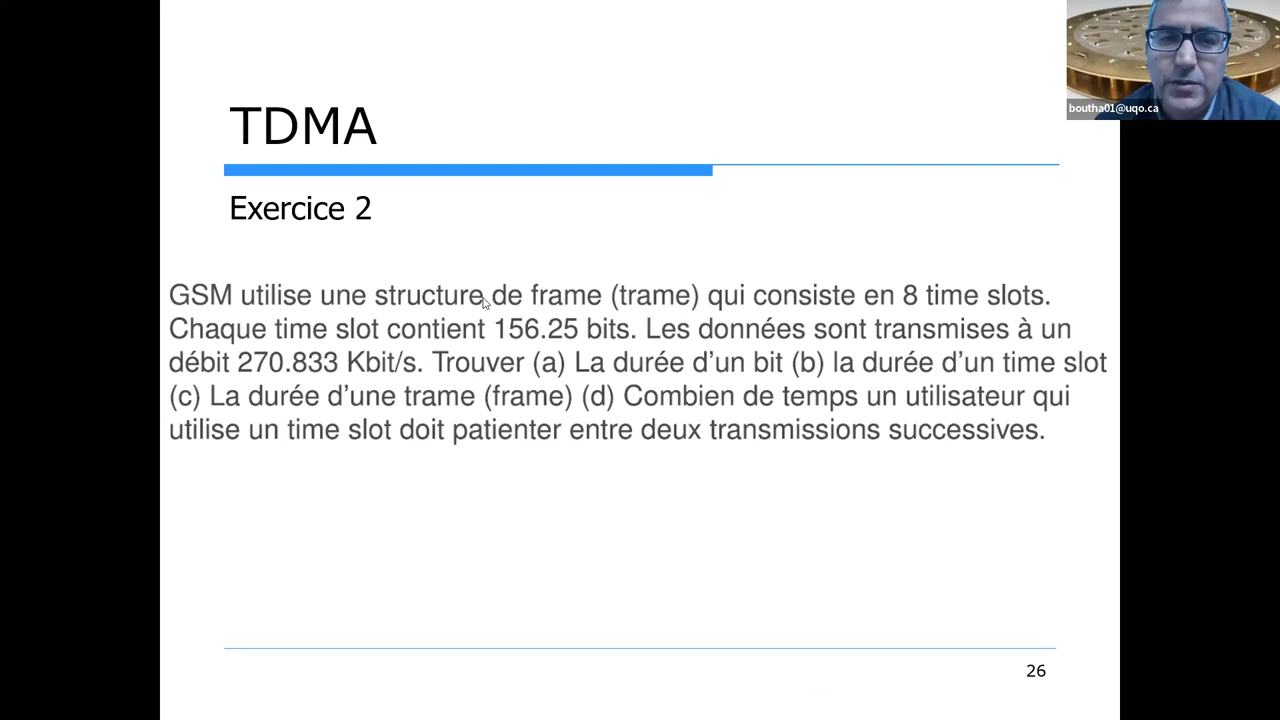 boutha01@uqo.ca
TDMA
Exercice 2
GSM utilise une structure de frame (trame) qui consiste en 8 time slots.
Chaque time slot contient 156.25 bits. Les données sont transmises à un
débit 270.833 Kbit/s. Trouver (a) La durée d’un bit (b) la durée d’un time slot
(c) La durée d’une trame (frame) (d) Combien de temps un utilisateur qui
utilise un time slot doit patienter entre deux transmissions successives.
26